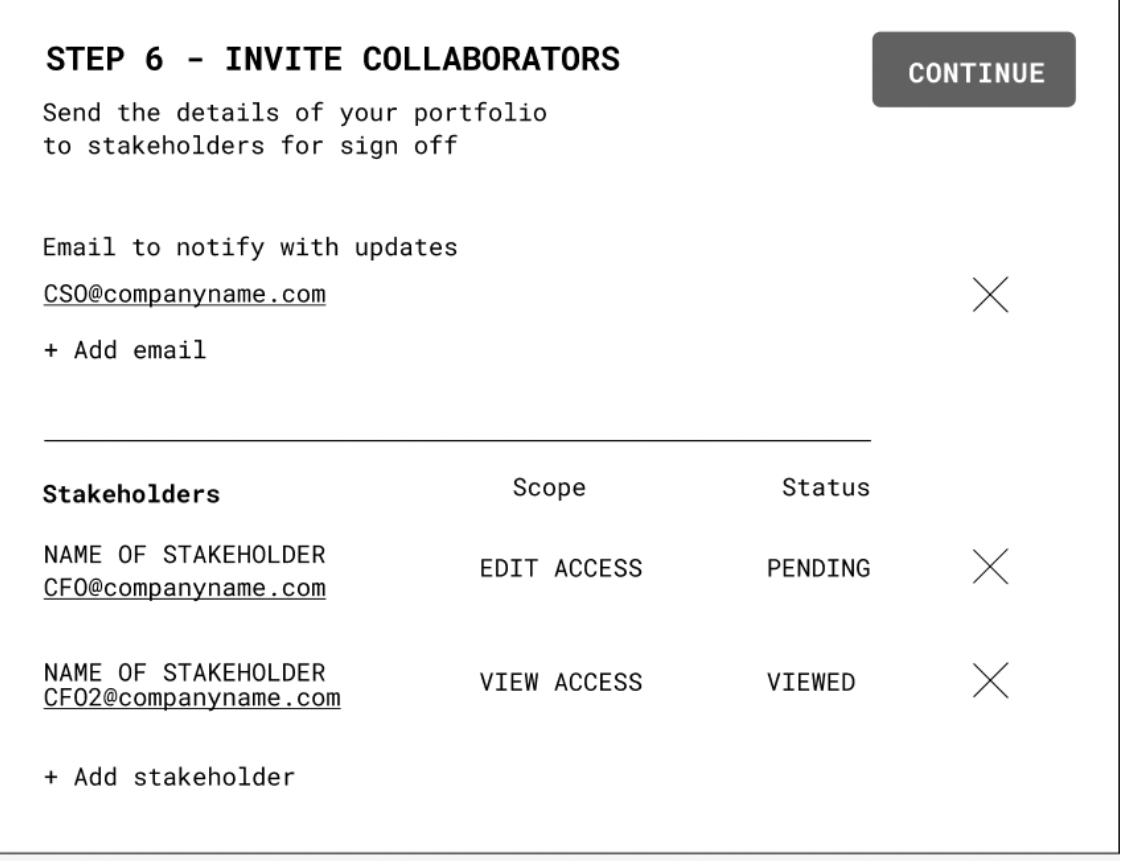 STEP 6 - INVITE COLLABORATORS
CONTINUE
Send the details of your portfolio
to stakeholders for sign off
Email to notify with updates
CSO@companyname.com
+ Add email
Stakeholders
Scope
Status
NAME OF STAKEHOLDER
CFO@companyname.com
EDIT ACCESS
PENDING
NAME OF STAKEHOLDER
CFO2@companyname.com
VIEW ACCESS
VIEWED
+ Add stakeholder